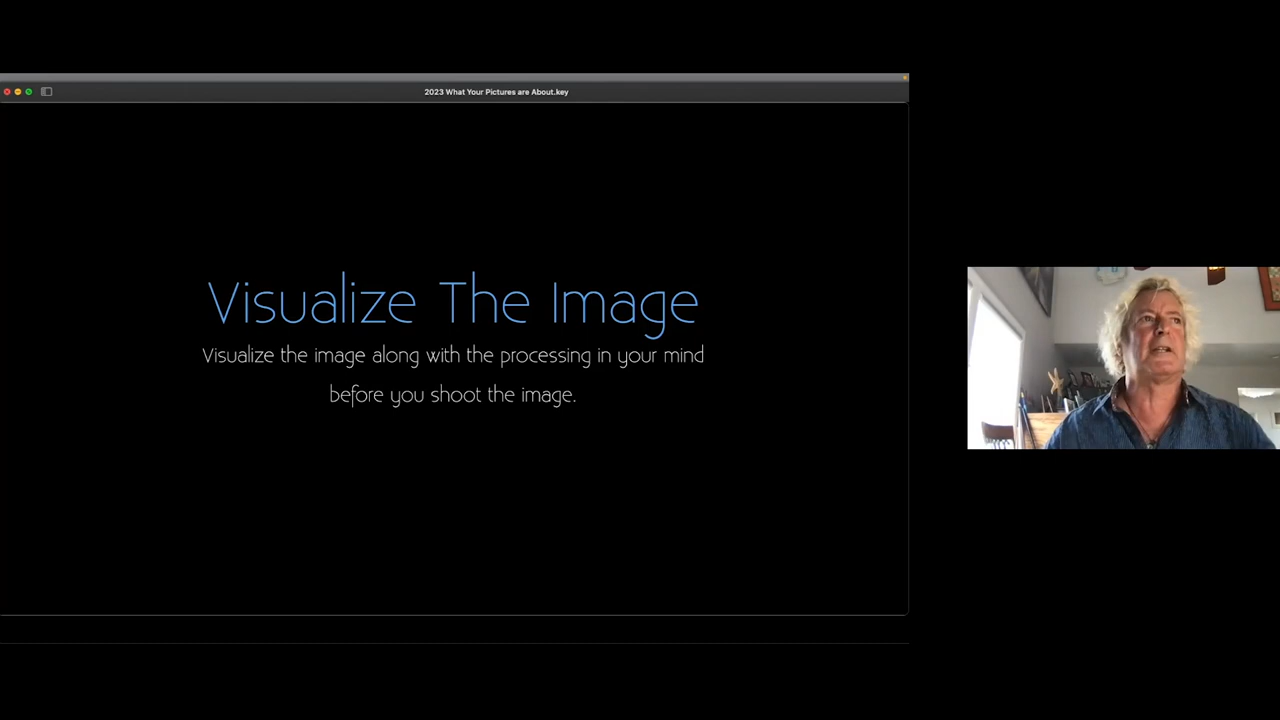 2023 What Your Pictures are About.key
Visualize The Image
Visualize the image along with the processing in your mind
before you shoot the image.